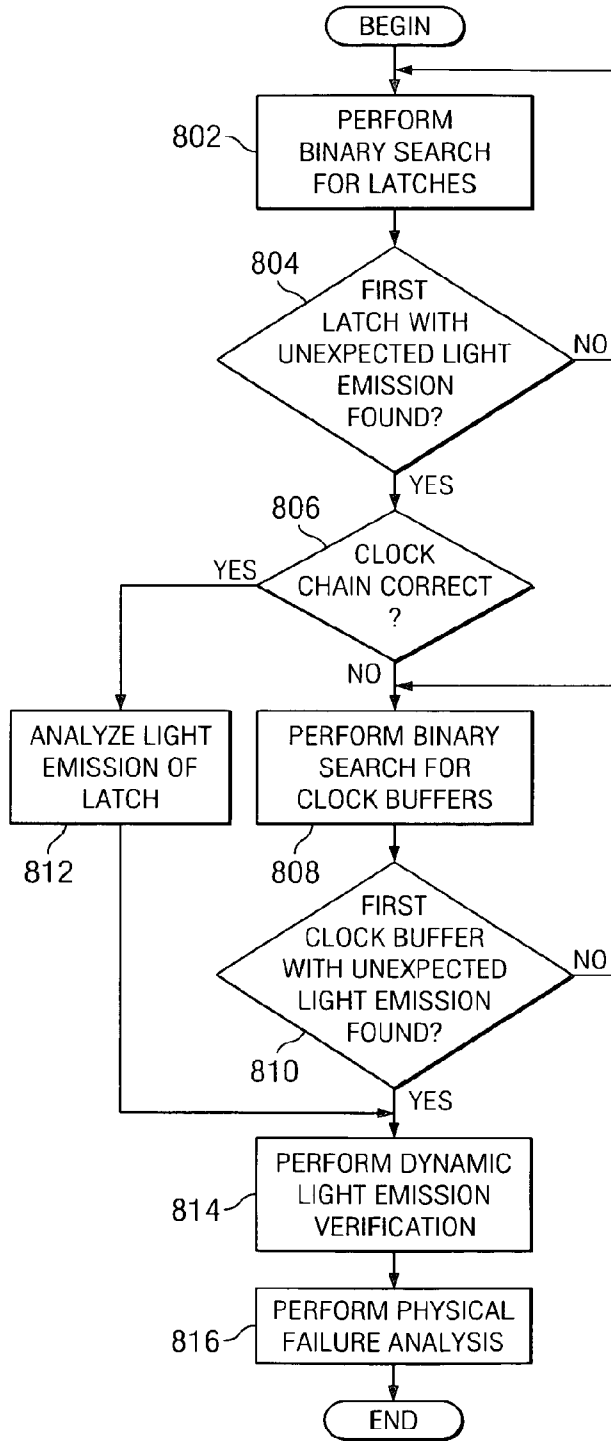 BEGIN
802
PERFORM
BINARY SEARCH
FOR LATCHES
804
FIRST
LATCH WITH
UNEXPECTED LIGHT
EMISSION
FOUND?
NO
YES
806
YES
CLOCK
CHAIN CORRECT
?
NO
ANALYZE LIGHT
EMISSION OF
LATCH
812
PERFORM BINARY
SEARCH FOR
CLOCK BUFFERS
808
FIRST
CLOCK BUFFER
WITH UNEXPECTED
LIGHT EMISSION
FOUND?
NO
810
YES
814
PERFORM DYNAMIC
LIGHT EMISSION
VERIFICATION
816
PERFORM PHYSICAL
FAILURE ANALYSIS
END